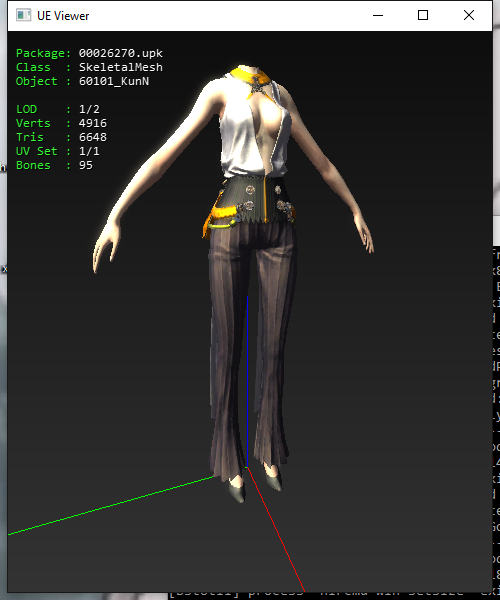 UE Viewer
Package: 00026270.upk
Class : SkeletalMesh
Object : 60101_KunN
LOD : 1/2
Verts : 4916
Tris : 6648
UV Set : 1/1
Bones : 95